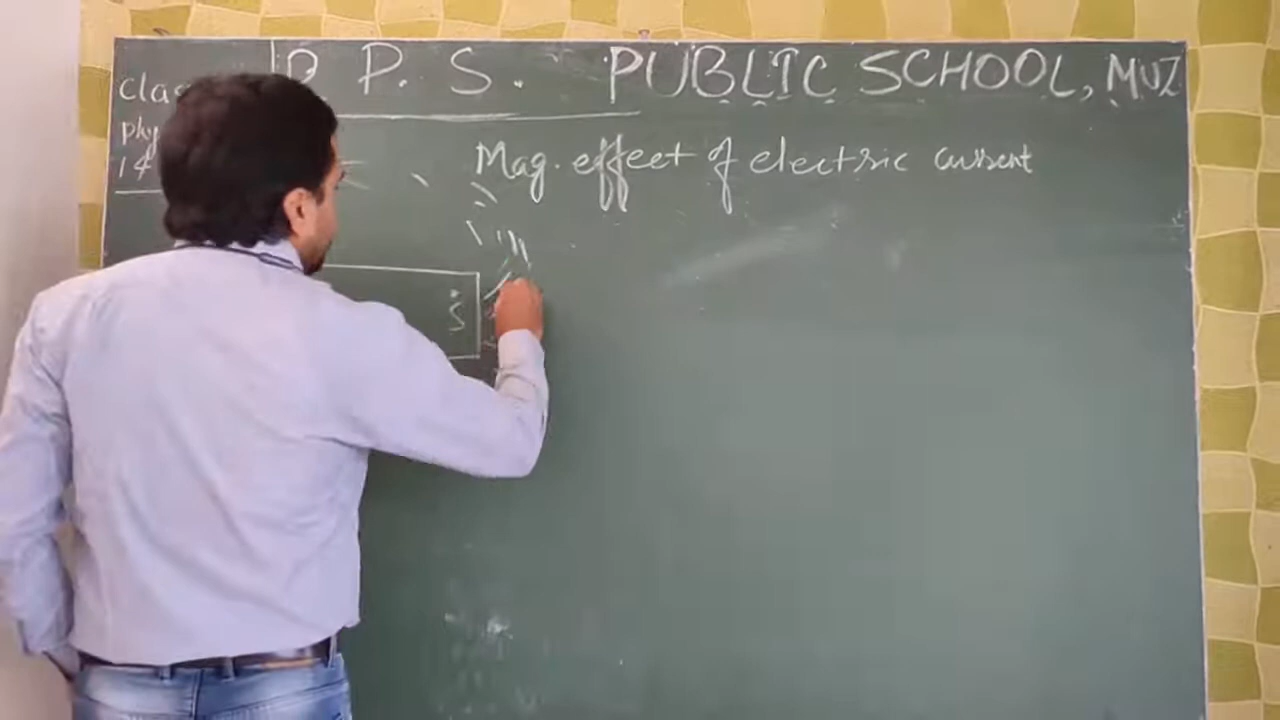 P. S. PUBLIC SCHOOL, MUZ
Mag. effect of electric current
S